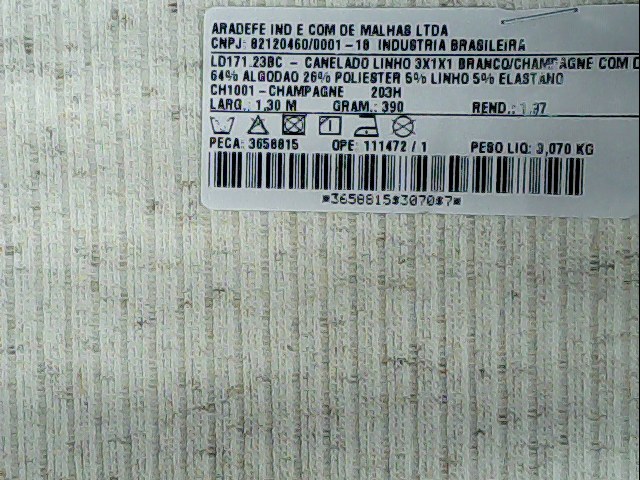 ARADEFE IND E COM DE MALHAS LTDA
CNPJ: 82120460/0001-18 INDUSTRIA BRASILEIRA
LD171.23BC - CANELADO LINHO 3X1X1 BRANCO/CHAMPAGNE COM
64% ALGODAO 26% POLIESTER 5% LINHO 5% ELASTANO
CH1001-CHAMPAGNE 203H
LARG.: 1,30 M GRAM.: 390 REND.: 1,97
PECA: 3658815 OPE: 111472 / 1 PESO LIQ: 3,070 KG
*3658815$3070$7*